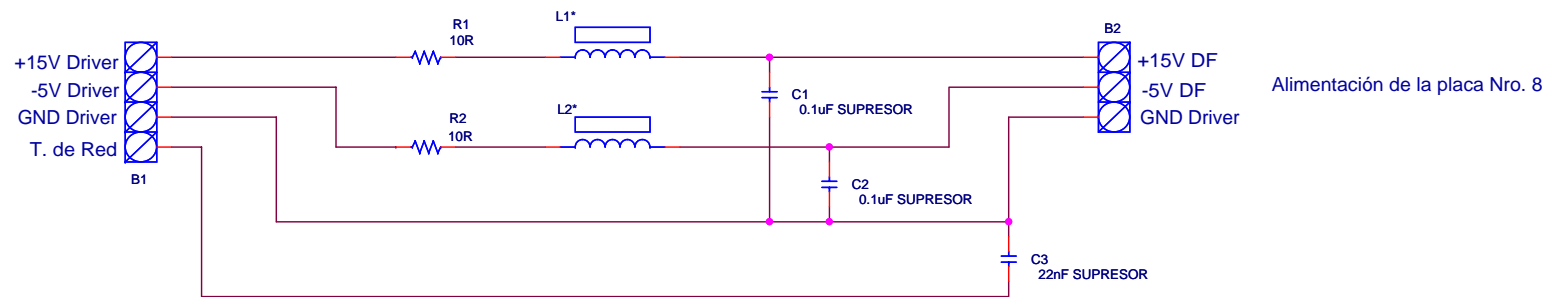 L1*
R1
10R
B2
+15V Driver
-5V Driver
GND Driver
T. de Red
B1
+15V DF
-5V DF
GND Driver
Alimentación de la placa Nro. 8
C1
0.1uF SUPRESOR
L2*
R2
10R
C2
0.1uF SUPRESOR
C3
22nF SUPRESOR